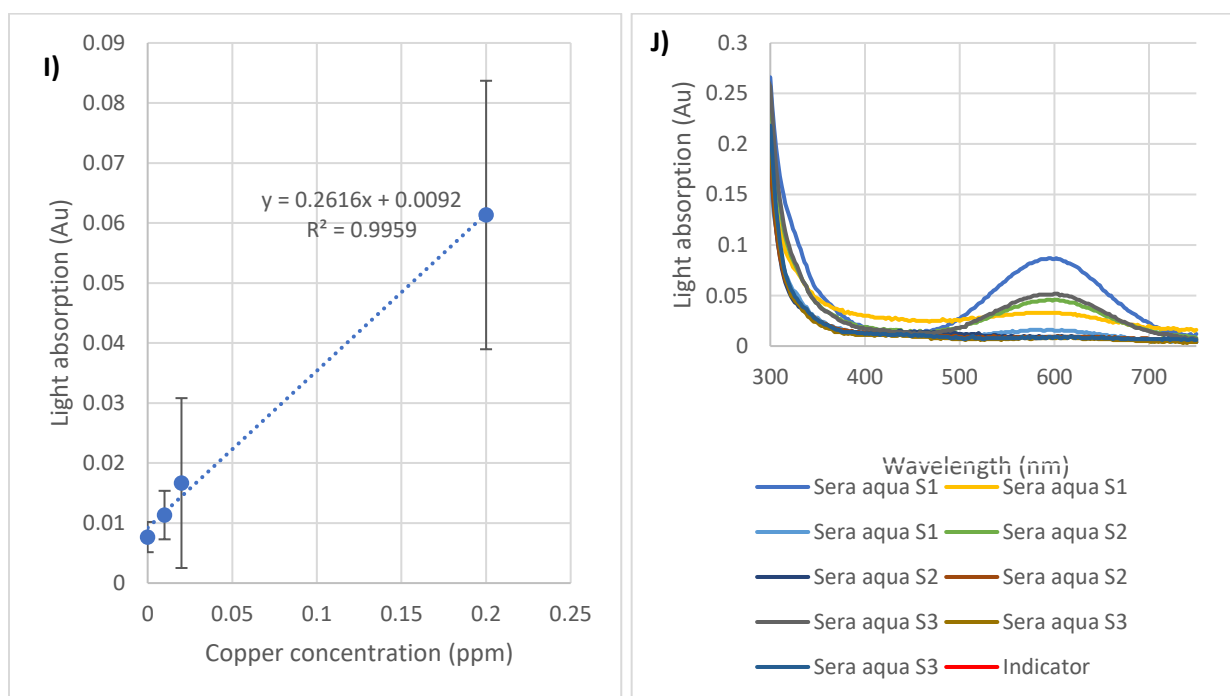 I)
0.09
0.08
0.07
0.06
0.05
0.04
0.03
0.02
0.01
0
Light absorption (Au)
y = 0.2616x + 0.0092
R² = 0.9959
0
0.05
0.1
0.15
0.2
0.25
Copper concentration (ppm)
J)
0.3
0.25
0.2
0.15
0.1
0.05
0
Light absorption (Au)
300
400
500
600
700
Wavelength (nm)
Sera aqua S1
Sera aqua S1
Sera aqua S1
Sera aqua S2
Sera aqua S2
Sera aqua S2
Sera aqua S3
Sera aqua S3
Sera aqua S3
Indicator